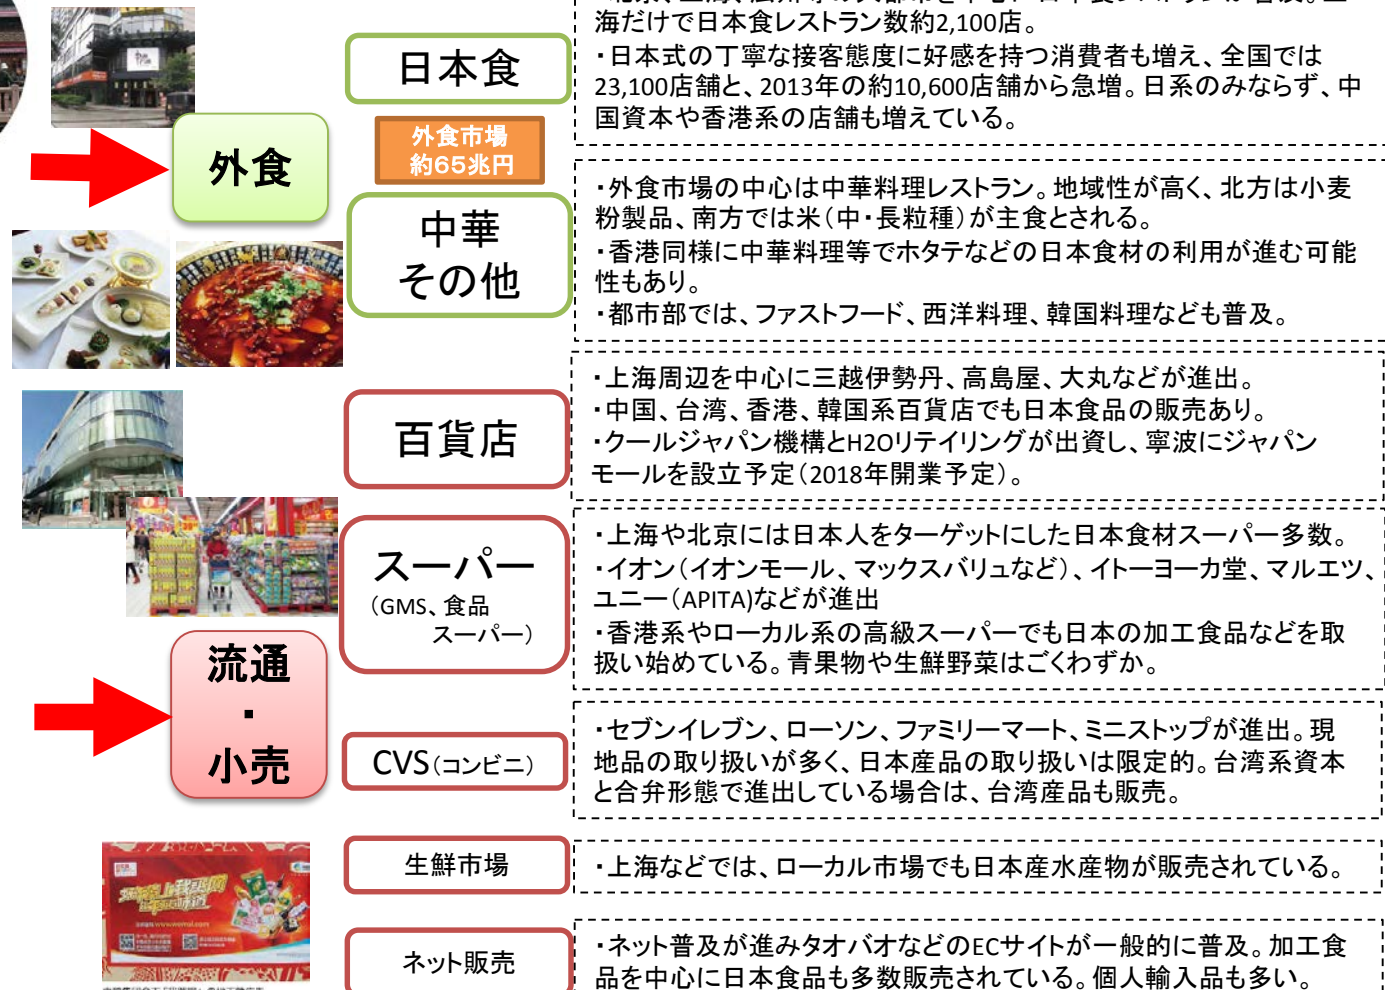 海だけで日本食レストラン数約2,100店。
日本食
・日本式の丁寧な接客態度に好感を持つ消費者も増え、全国では
23,100店舗と、2013年の約10,600店舗から急増。日系のみならず、中
国資本や香港系の店舗も増えている。
外食
外食市場
約65兆円
中華
その他
・外食市場の中心は中華料理レストラン。地域性が高く、北方は小麦
粉製品、南方では米(中・長粒種)が主食とされる。
・香港同様に中華料理等でホタテなどの日本食材の利用が進む可能
性もあり。
・都市部では、ファストフード、西洋料理、韓国料理なども普及。
百貨店
・上海周辺を中心に三越伊勢丹、高島屋、大丸などが進出。
・中国、台湾、香港、韓国系百貨店でも日本食品の販売あり。
・クールジャパン機構とH2Oリテイリングが出資し、寧波にジャパン
モールを設立予定(2018年開業予定)。
スーパー
(GMS、食品
スーパー)
・上海や北京には日本人をターゲットにした日本食材スーパー多数。
・イオン(イオンモール、マックスバリュなど)、イトーヨーカ堂、マルエツ、
ユニー(APITA)などが進出
・香港系やローカル系の高級スーパーでも日本の加工食品などを取
扱い始めている。青果物や生鮮野菜はごくわずか。
流通
・
小売
CVS(コンビニ)
・セブンイレブン、ローソン、ファミリーマート、ミニストップが進出。現
地品の取り扱いが多く、日本産品の取り扱いは限定的。台湾系資本
と合弁形態で進出している場合は、台湾産品も販売。
生鮮市場
・上海などでは、ローカル市場でも日本産水産物が販売されている。
ネット販売
・ネット普及が進みタオバオなどのECサイトが一般的に普及。加工食
品を中心に日本食品も多数販売されている。個人輸入品も多い。